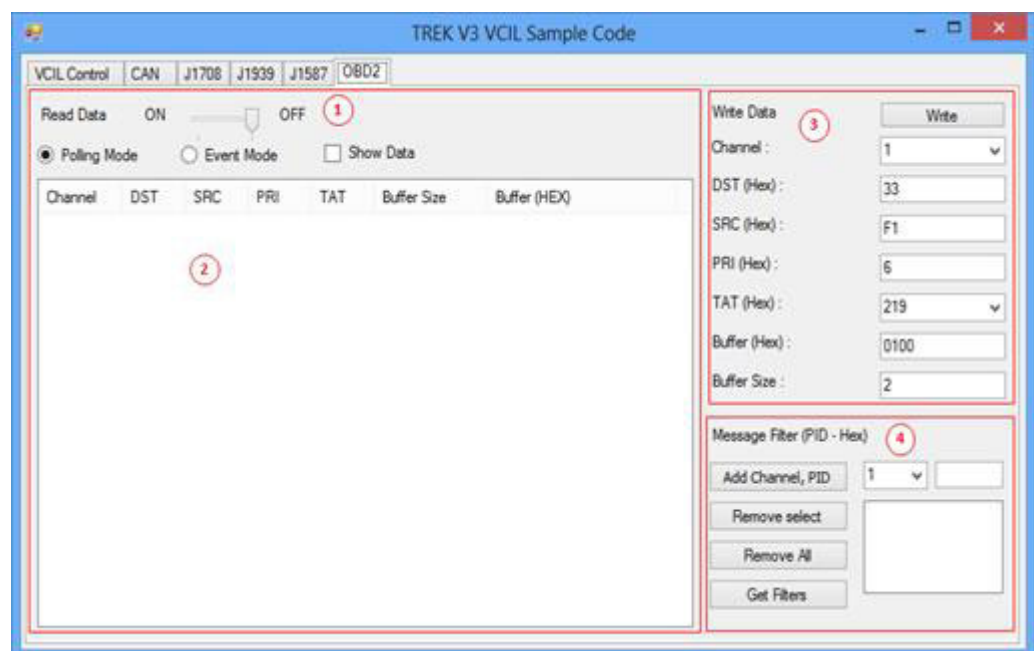 TREK V3 VCIL Sample Code
VCIL Control CAN J1708 J1939 J1587 OBD2
Read Data ON OFF 1
Polling Mode Event Mode Show Data
Channel DST SRC PRI TAT Buffer Size Buffer (HEX)
2
Write Data 3 Write
Channel : 1
DST (Hex) : 33
SRC (Hex) : F1
PRI (Hex) : 6
TAT (Hex) : 219
Buffer (Hex) : 0100
Buffer Size : 2
Message Filter (PID - Hex) 4
Add Channel, PID 1
Remove select
Remove All
Get Filters